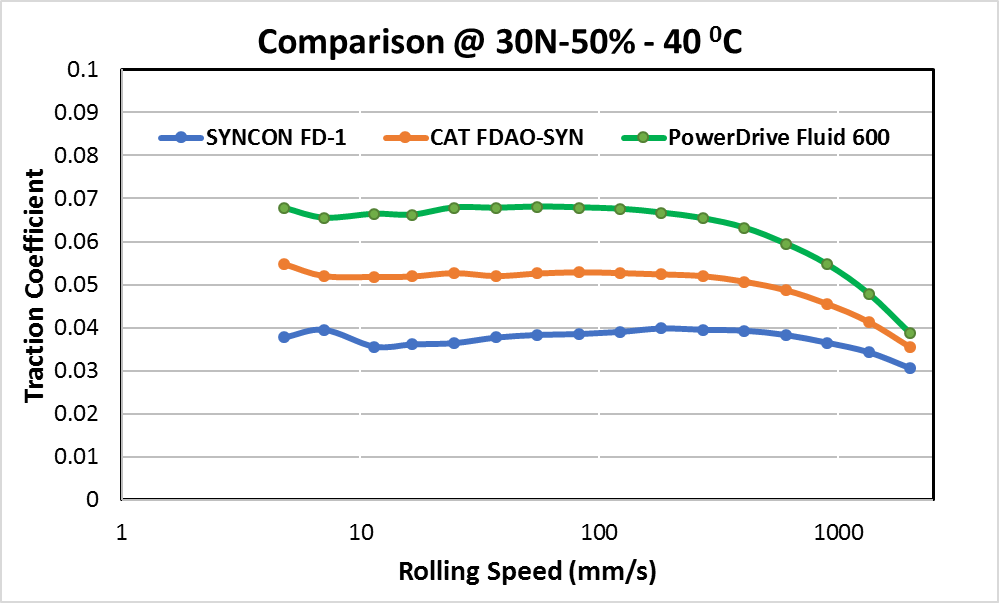 Comparison @ 30N-50% - 40 ⁰C
0.1
0.09
0.08
0.07
0.06
0.05
0.04
0.03
0.02
0.01
0
Traction Coefficient
SYNCON FD-1 CAT FDAO-SYN PowerDrive Fluid 600
1 10 100 1000
Rolling Speed (mm/s)